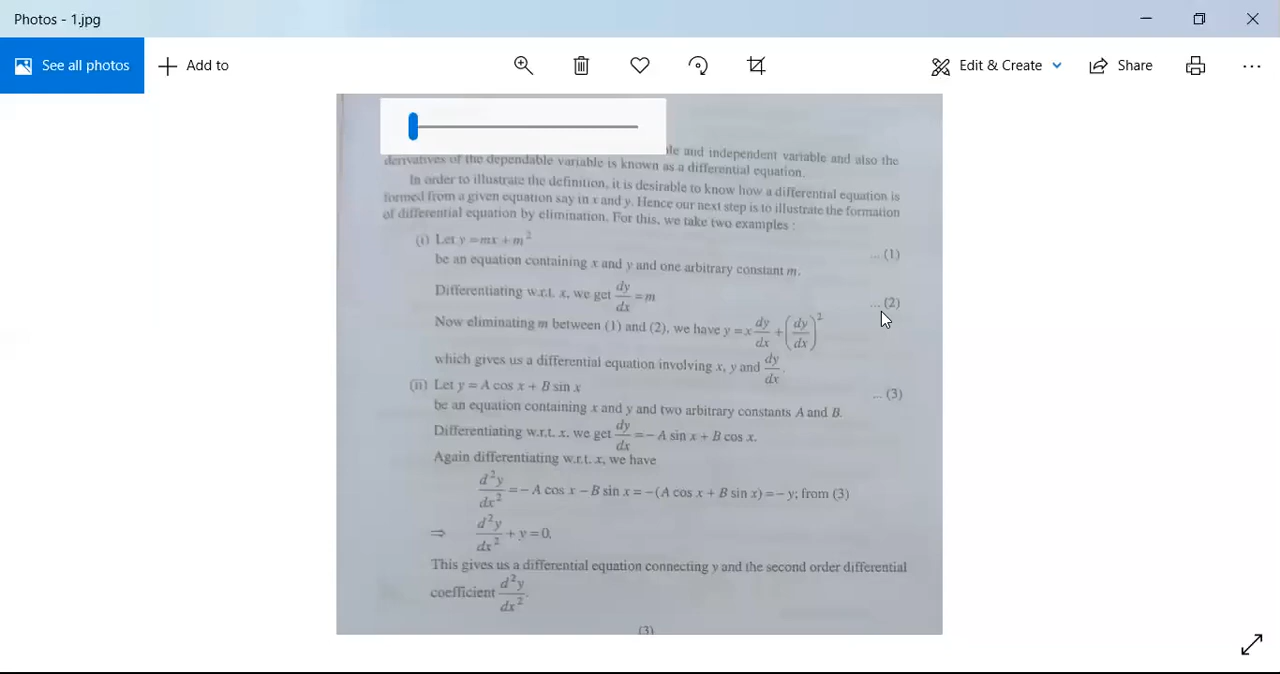 Photos - 1.jpg
See all photos
Add to
Edit & Create
Share
le and independent variable and also the
derivatives of the dependable variable is known as a differential equation.
In order to illustrate the definition, it is desirable to know how a differential equation is
formed from a given equation say in x and y. Hence our next step is to illustrate the formation
of differential equation by elimination. For this, we take two examples :
(i) Let y = mx + m² ... (1)
be an equation containing x and y and one arbitrary constant m.
Differentiating w.r.t. x, we get dy/dx = m ... (2)
Now eliminating m between (1) and (2), we have y = x dy/dx + (dy/dx)²
which gives us a differential equation involving x, y and dy/dx.
(ii) Let y = A cos x + B sin x ... (3)
be an equation containing x and y and two arbitrary constants A and B.
Differentiating w.r.t. x, we get dy/dx = − A sin x + B cos x.
Again differentiating w.r.t. x, we have
d²y/dx² = − A cos x − B sin x = − (A cos x + B sin x) = − y; from (3)
⇒ d²y/dx² + y = 0.
This gives us a differential equation connecting y and the second order differential
coefficient d²y/dx².
(3)